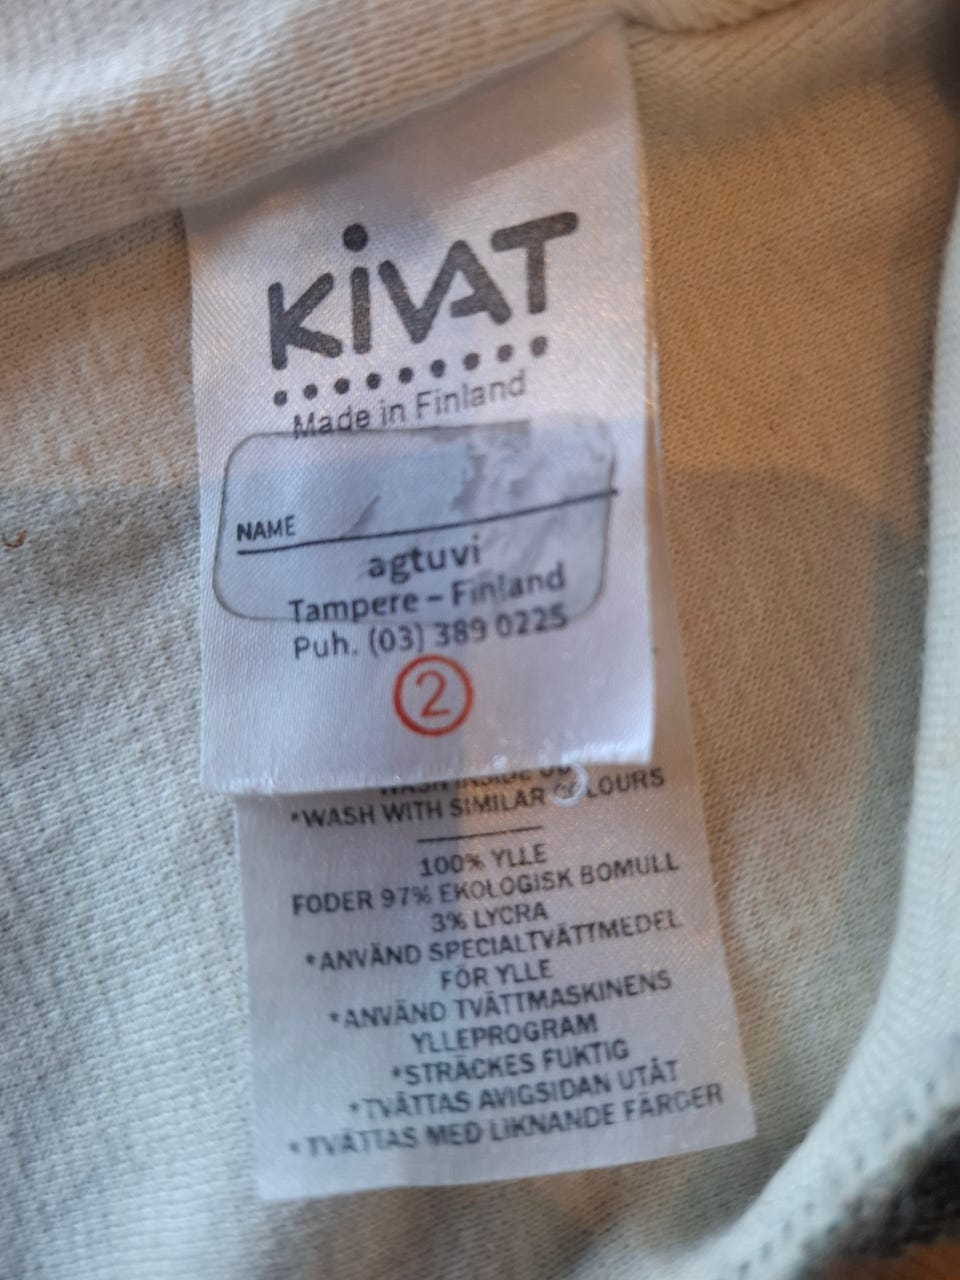 KIVAT
Made in Finland
NAME
agtuvi
Tampere – Finland
Puh. (03) 389 0225
2
WASH INSIDE
*WASH WITH SIMILAR COLOURS
100% YLLE
FODER 97% EKOLOGISK BOMULL
3% LYCRA
*ANVÄND SPECIALTVÄTTMEDEL
FÖR YLLE
*ANVÄND TVÄTTMASKINENS
YLLEPROGRAM
*STRÄCKES FUKTIG
*TVÄTTAS AVIGSIDAN UTÅT
*TVÄTTAS MED LIKNANDE FÄRGER